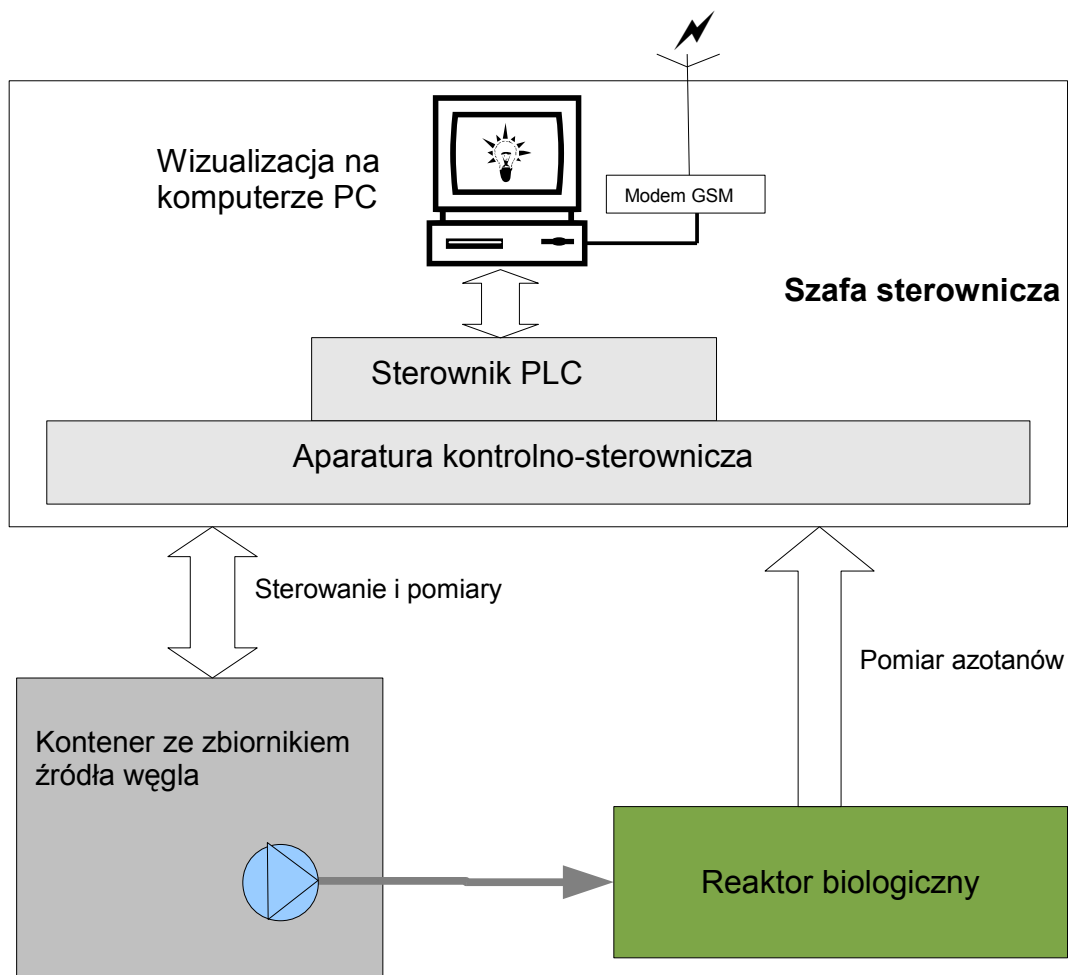 Wizualizacja na
komputerze PC
Modem GSM
Szafa sterownicza
Sterownik PLC
Aparatura kontrolno-sterownicza
Sterowanie i pomiary
Pomiar azotanów
Kontener ze zbiornikiem
źródła węgla
Reaktor biologiczny